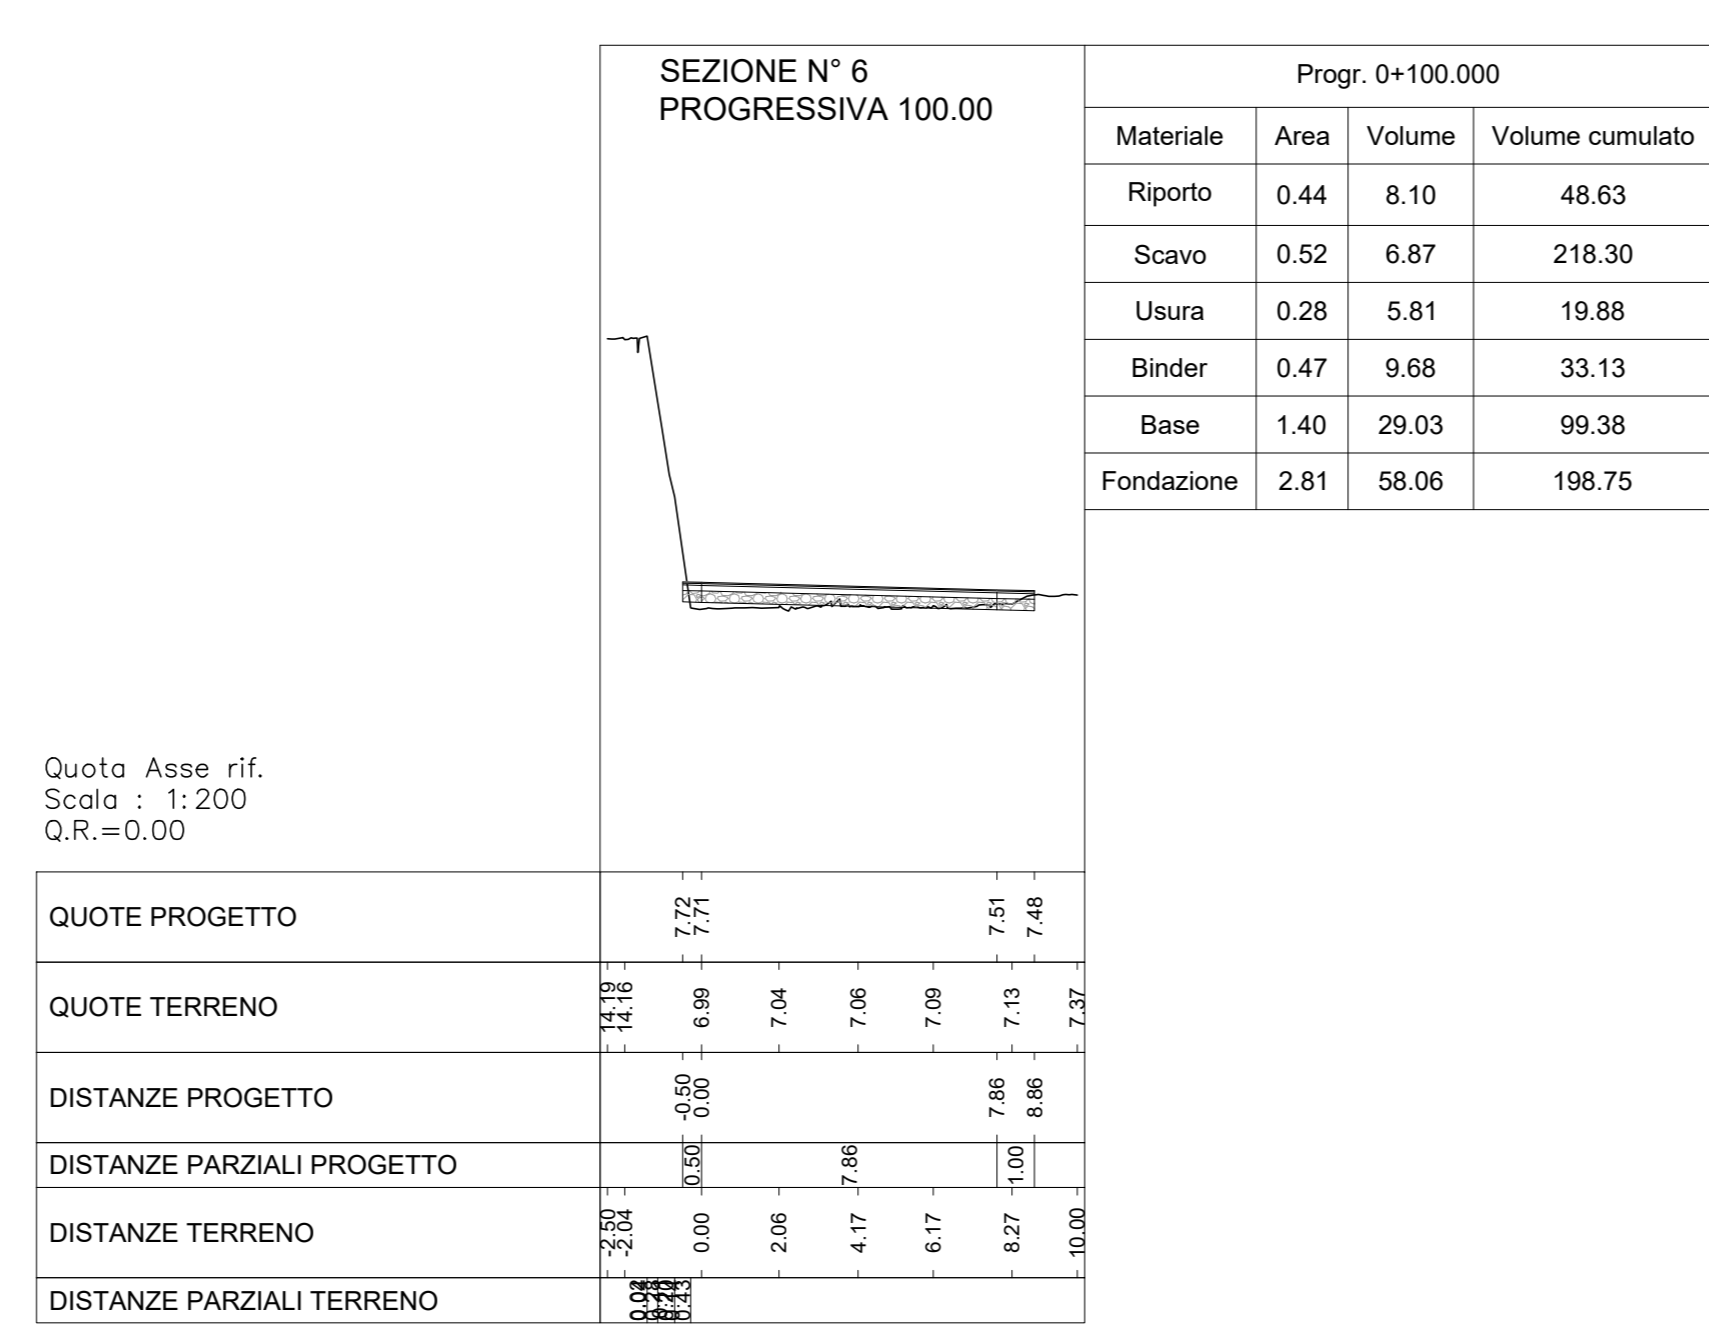 SEZIONE N° 6
PROGRESSIVA 100.00
Progr. 0+100.000
Materiale Area Volume Volume cumulato
Riporto 0.44 8.10 48.63
Scavo 0.52 6.87 218.30
Usura 0.28 5.81 19.88
Binder 0.47 9.68 33.13
Base 1.40 29.03 99.38
Fondazione 2.81 58.06 198.75
Quota Asse rif.
Scala : 1:200
Q.R.=0.00
QUOTE PROGETTO 7.72 7.71 7.51 7.48
QUOTE TERRENO 14.19 14.16 6.99 7.04 7.06 7.09 7.13 7.37
DISTANZE PROGETTO -0.50 0.00 7.86 8.86
DISTANZE PARZIALI PROGETTO 0.50 7.86 1.00
DISTANZE TERRENO -2.50 -2.04 0.00 2.06 4.17 6.17 8.27 10.00
DISTANZE PARZIALI TERRENO 0.43